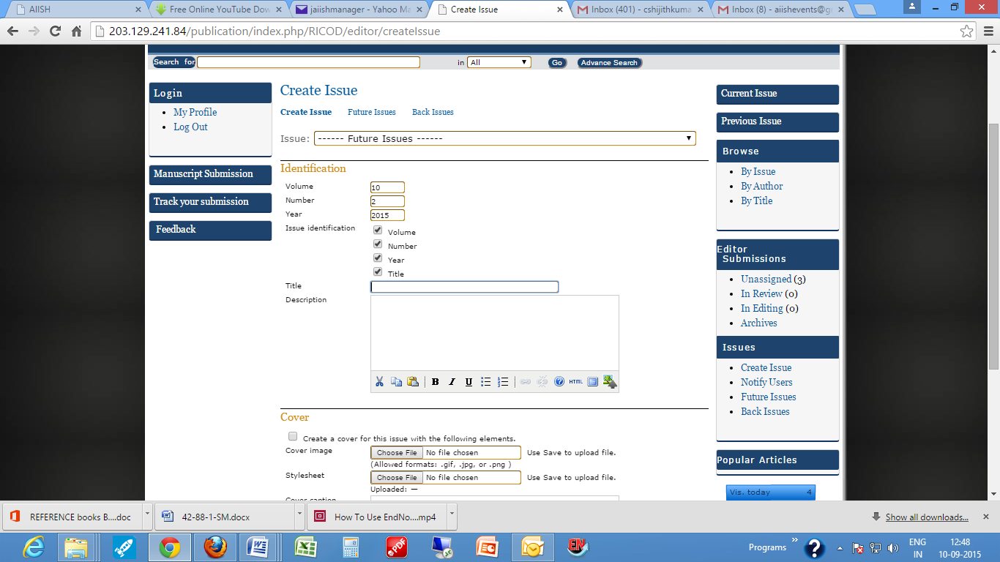 AIISH
Free Online YouTube Dow
jaiishmanager - Yahoo Ma
Create Issue
Inbox (401) - cshijithkuma
Inbox (8) - aiishevents@g
203.129.241.84/publication/index.php/RICOD/editor/createIssue
Search for
in All
Go
Advance Search
Login
My Profile
Log Out
Manuscript Submission
Track your submission
Feedback
Create Issue
Create Issue Future Issues Back Issues
Issue: ------ Future Issues ------
Identification
Volume 10
Number 2
Year 2015
Issue identification Volume
Number
Year
Title
Title
Description
HTML
Cover
Create a cover for this issue with the following elements.
Cover image Choose File No file chosen Use Save to upload file.
(Allowed formats: .gif, .jpg, or .png )
Stylesheet Choose File No file chosen Use Save to upload file.
Uploaded: —
Cover caption
Current Issue
Previous Issue
Browse
By Issue
By Author
By Title
Editor
Submissions
Unassigned (3)
In Review (0)
In Editing (0)
Archives
Issues
Create Issue
Notify Users
Future Issues
Back Issues
Popular Articles
Vis. today 4
REFERENCE books B....doc
42-88-1-SM.docx
How To Use EndNo....mp4
Show all downloads...
Programs
ENG
IN
12:48
10-09-2015